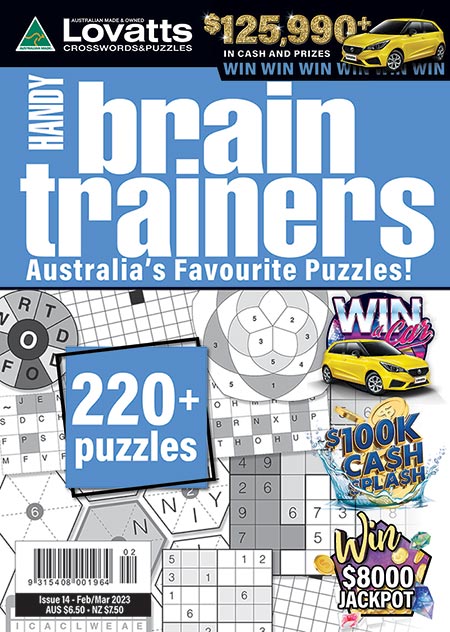 AUSTRALIAN MADE & OWNED
Lovatts
CROSSWORDS&PUZZLES
AUSTRALIAN MADE
$125,990+
IN CASH AND PRIZES
WIN WIN WIN WIN WIN WIN
HANDY
brain
trainers
Australia's Favourite Puzzles!
220+
puzzles
WIN
a Car
$100K
CASH
SPLASH
Win
$8000
JACKPOT
02
9 315408 001964
Issue 14 - Feb/Mar 2023
AUS $6.50 - NZ $7.50